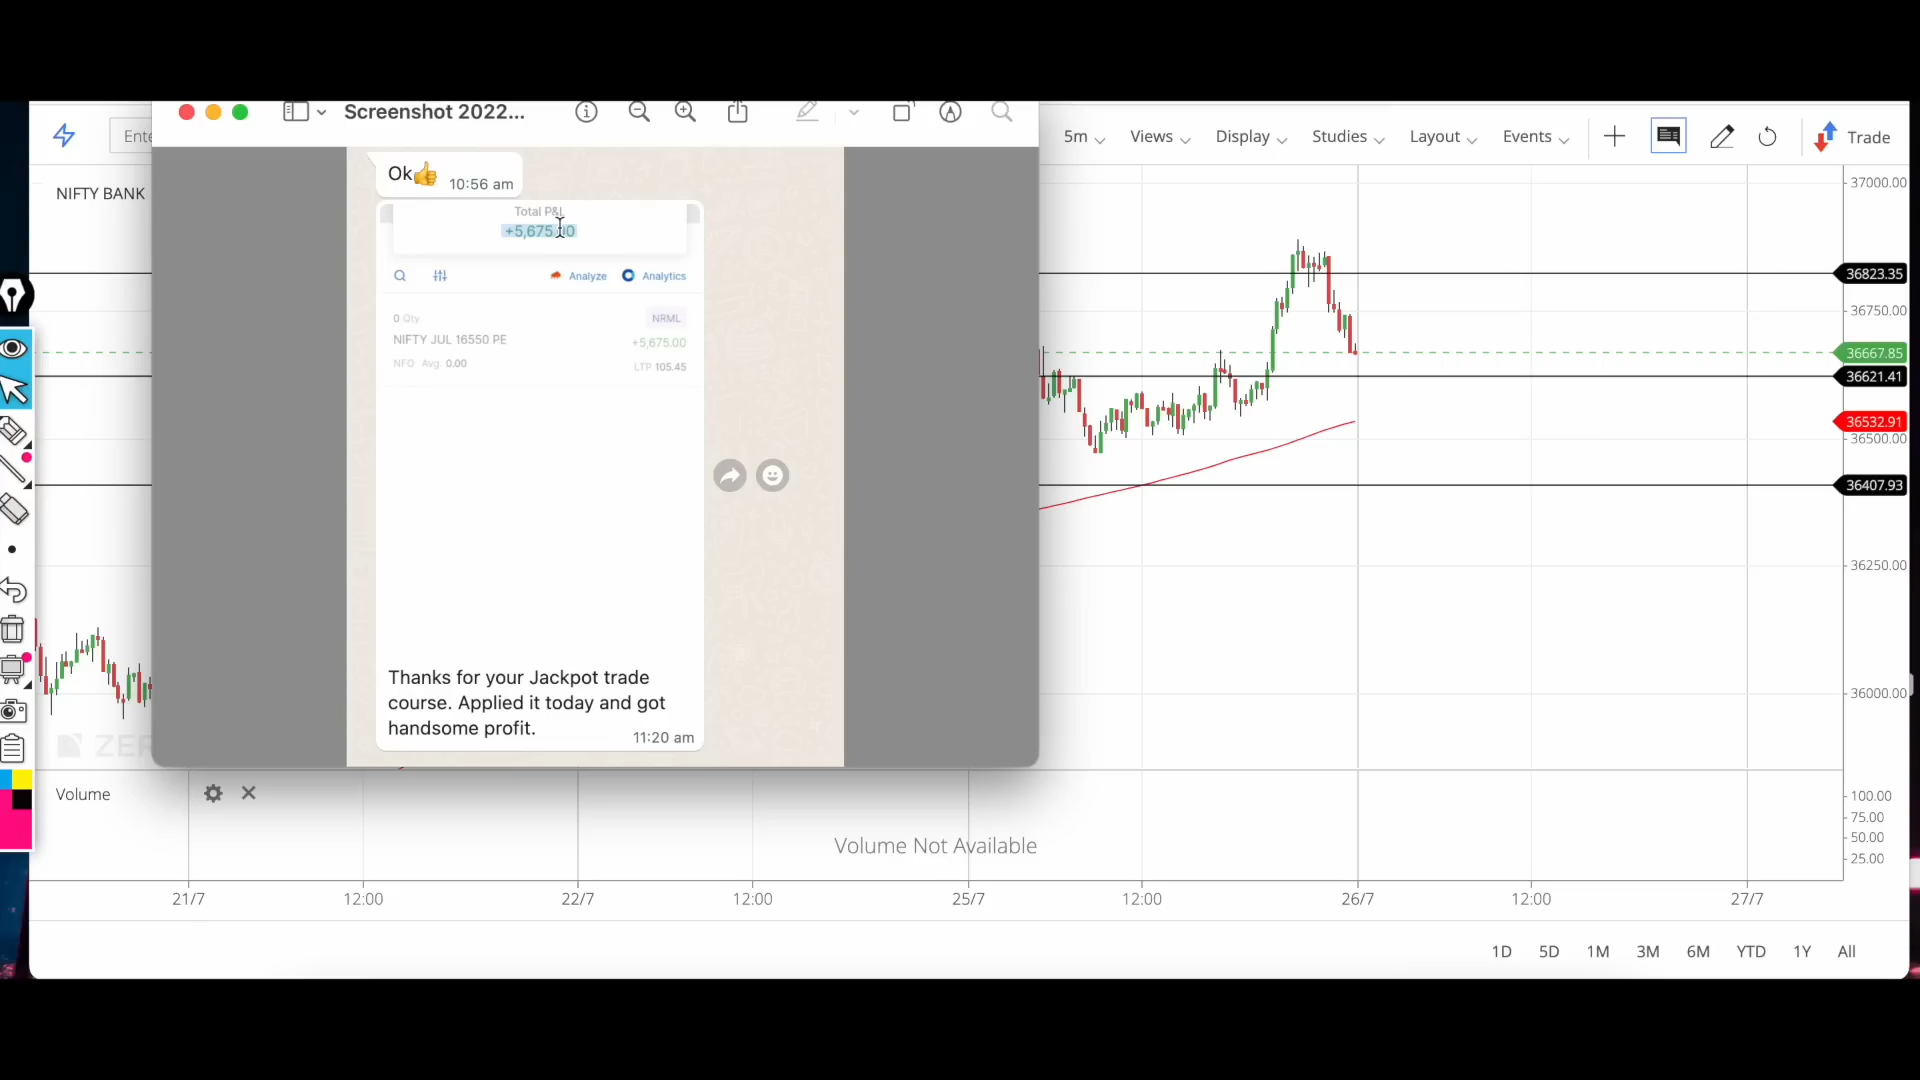 Screenshot 2022...
Ente
5m
Views
Display
Studies
Layout
Events
Trade
NIFTY BANK
Ok👍
10:56 am
Total P&L
+5,675.00
Analyze
Analytics
0 Qty
NRML
NIFTY JUL 16550 PE
+5,675.00
NFO Avg. 0.00
LTP 105.45
Thanks for your Jackpot trade
course. Applied it today and got
handsome profit.
11:20 am
37000.00
36823.35
36750.00
36667.85
36621.41
36532.91
36500.00
36407.93
36250.00
36000.00
ZER
Volume
Volume Not Available
100.00
75.00
50.00
25.00
21/7
12:00
22/7
12:00
25/7
12:00
26/7
12:00
27/7
1D
5D
1M
3M
6M
YTD
1Y
All